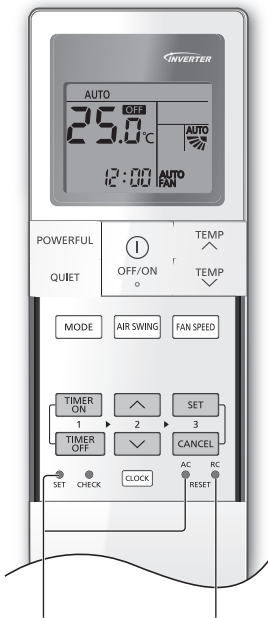 INVERTER
AUTO
OFF
25.0°C
AUTO
12:00 AUTO FAN
POWERFUL
TEMP
QUIET
OFF/ON
TEMP
MODE
AIR SWING
FAN SPEED
TIMER ON
SET
1
2
3
TIMER OFF
CANCEL
SET
CHECK
CLOCK
AC
RC
RESET